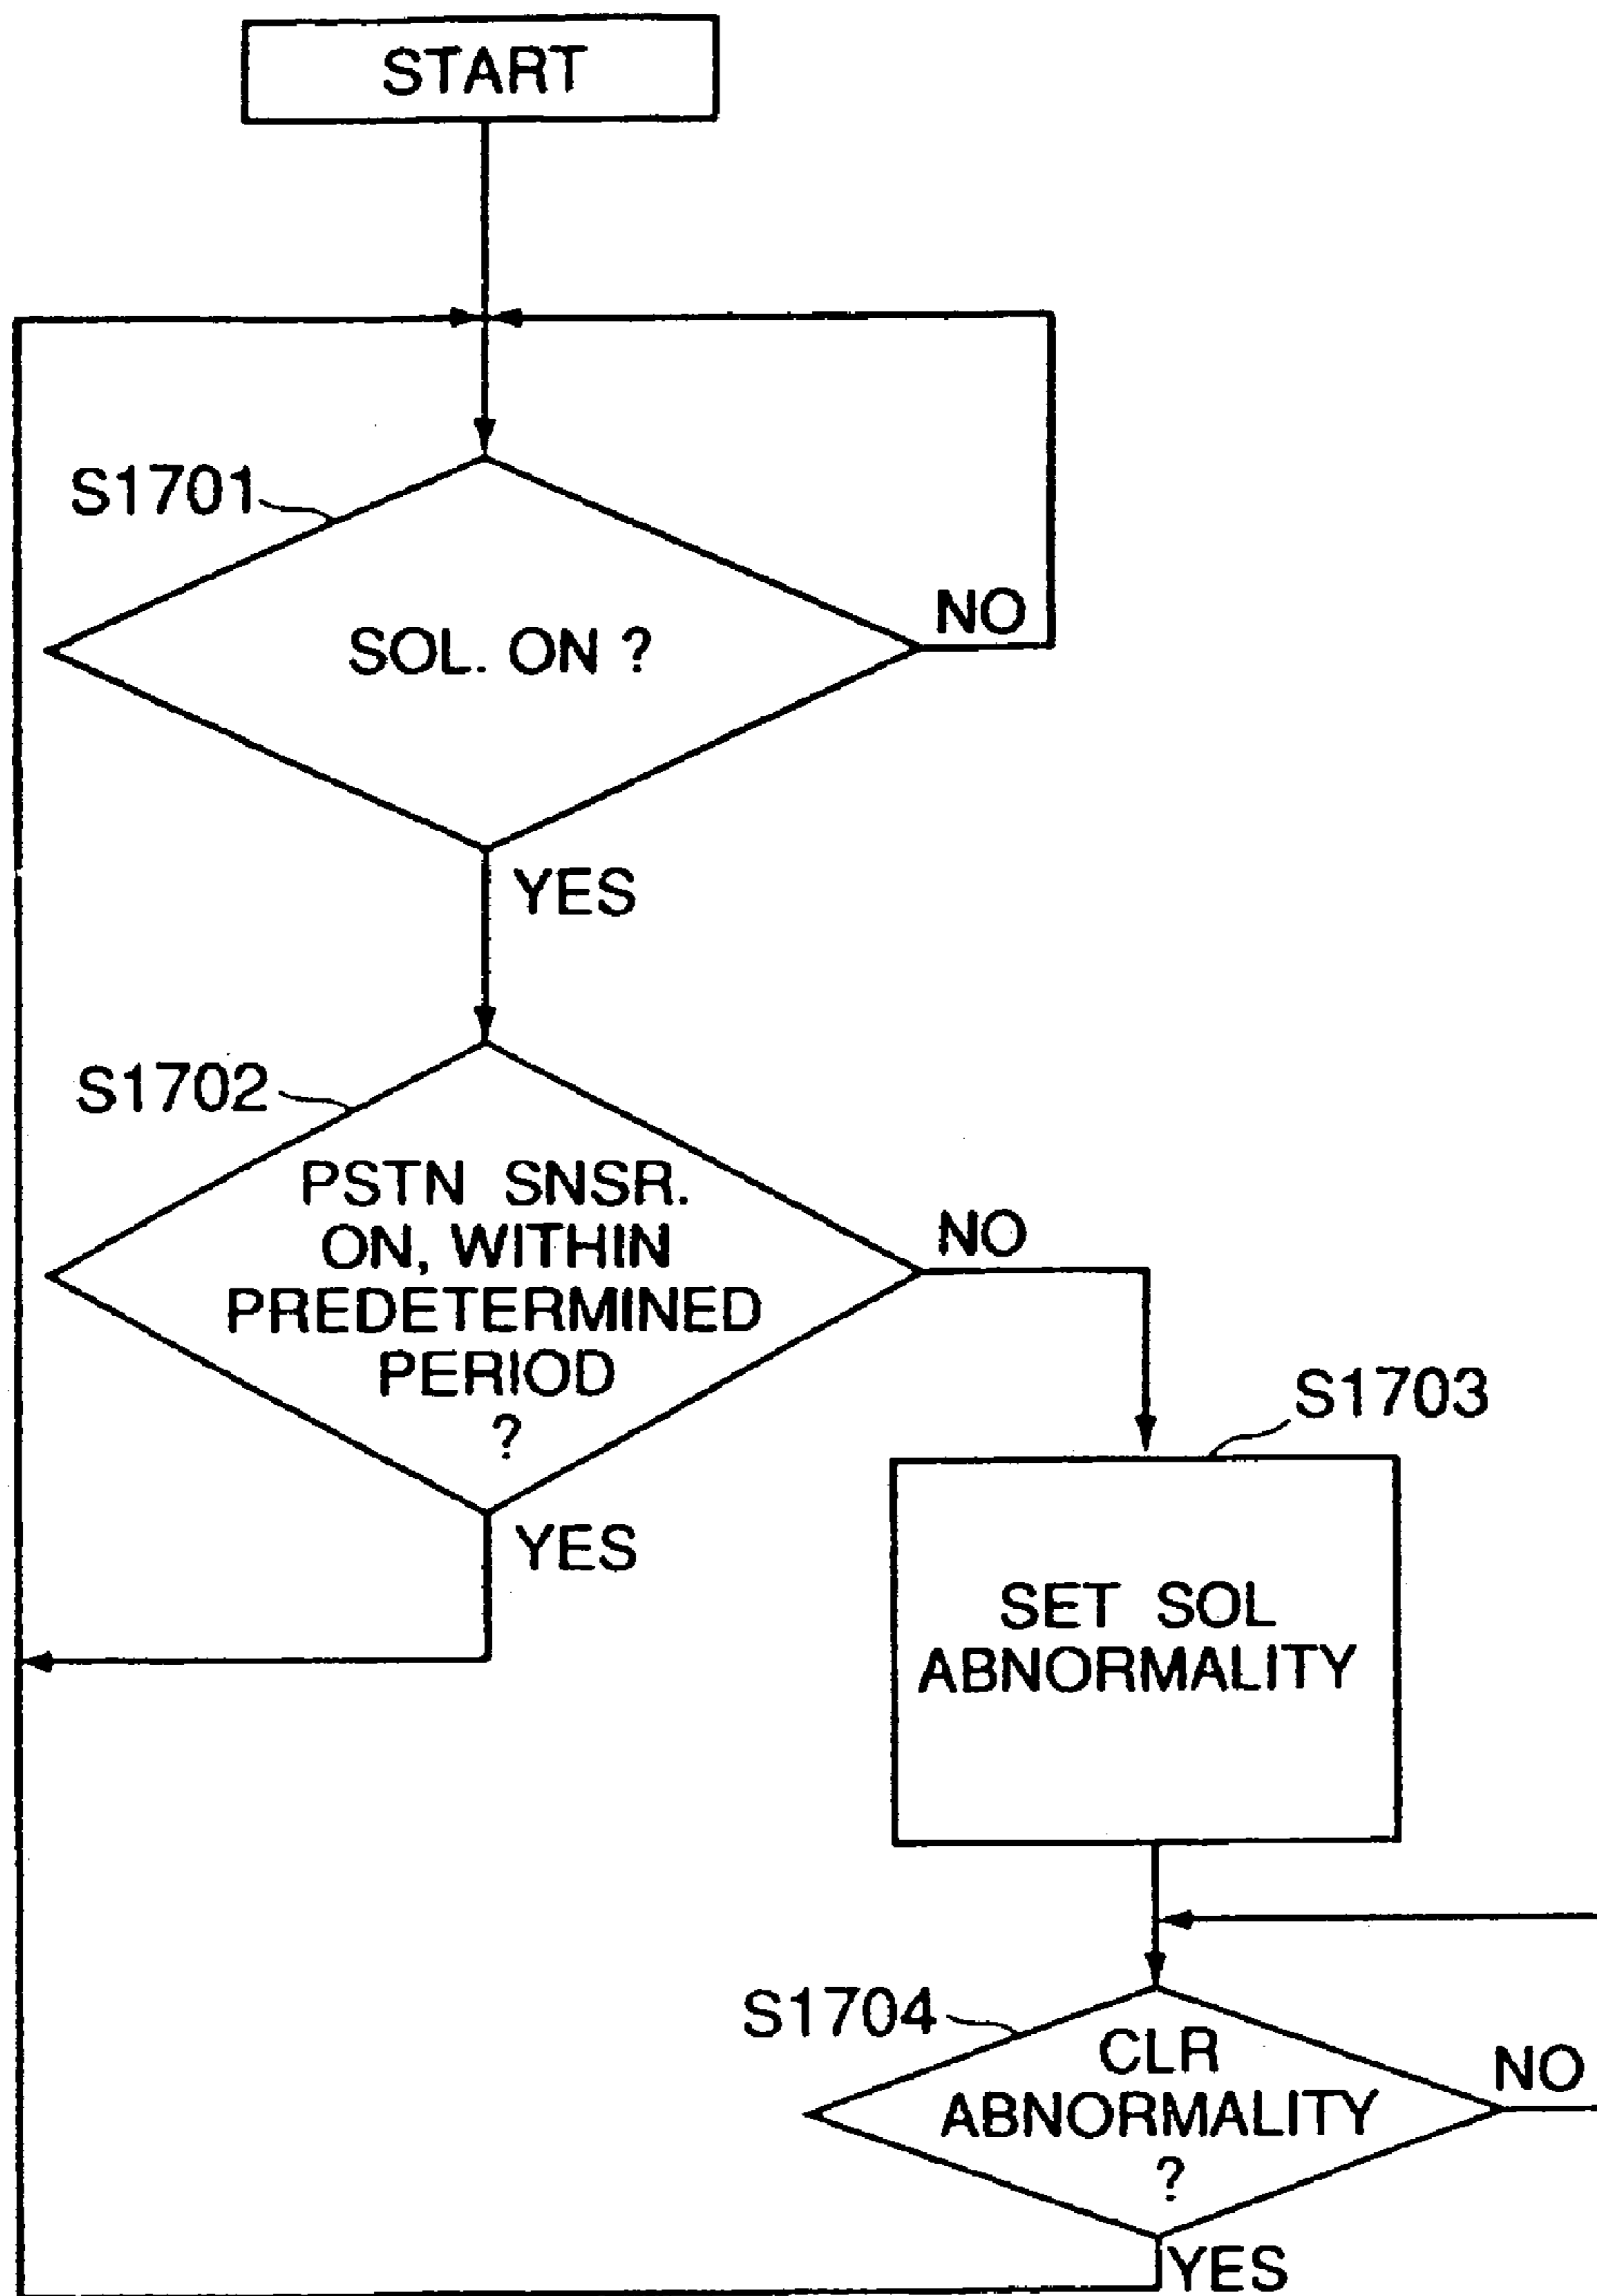 START
S1701
SOL. ON ?
NO
YES
S1702
PSTN SNSR.
ON, WITHIN
PREDETERMINED
PERIOD
?
NO
YES
S1703
SET SOL
ABNORMALITY
S1704
CLR
ABNORMALITY
?
NO
YES